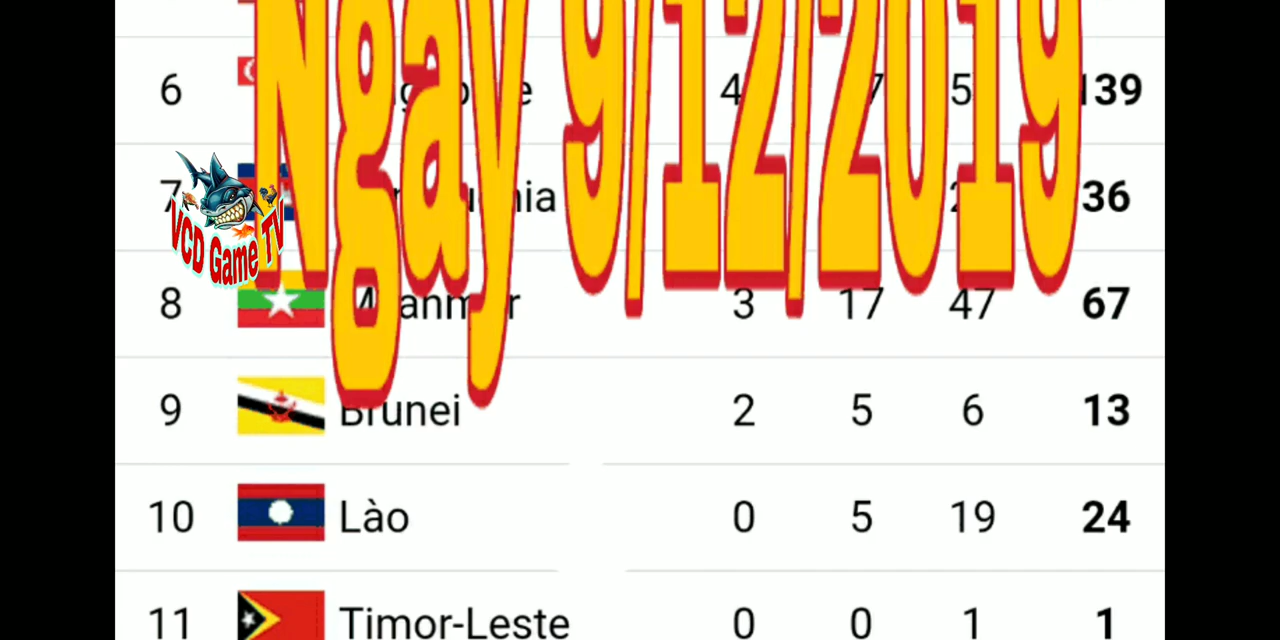 Ngay 9/12/2019
6 139
7 36
8 3 17 47 67
9 Brunei 2 5 6 13
10 Lào 0 5 19 24
11 Timor-Leste 0 0 1 1
VCD Game TV